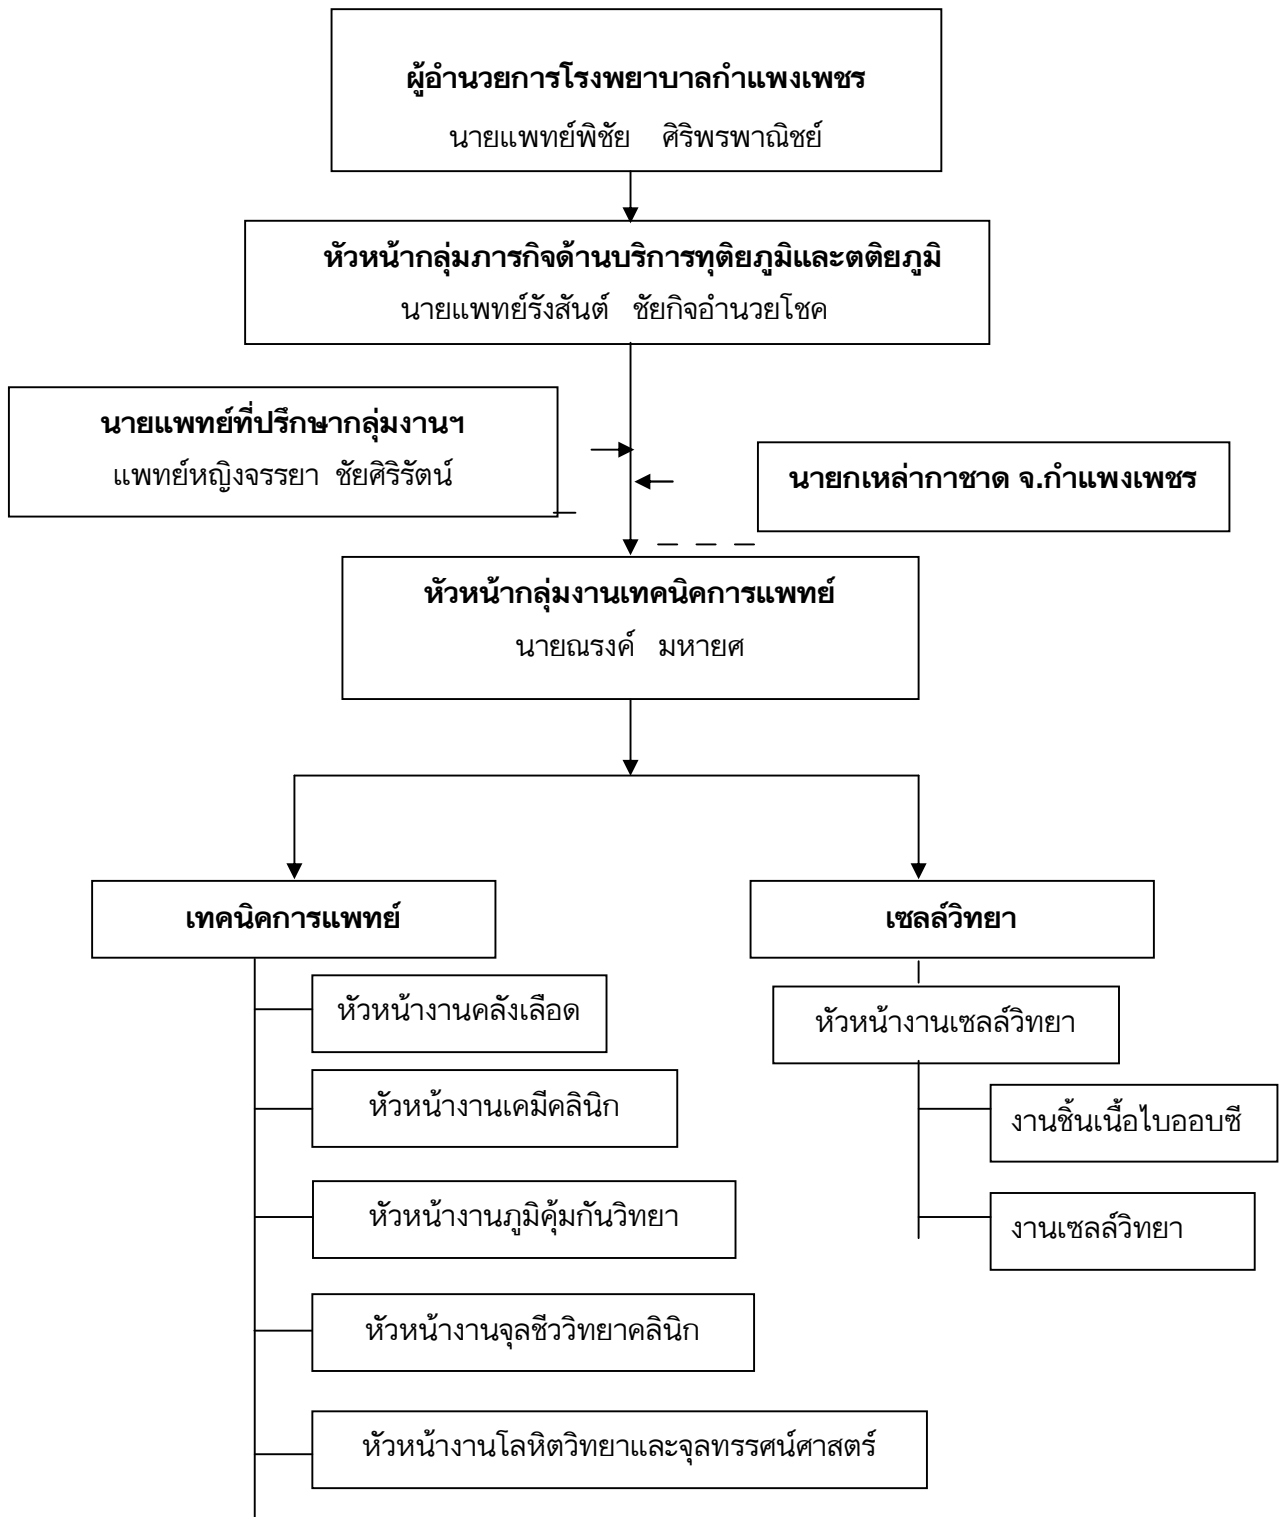 ผู้อำนวยการโรงพยาบาลกำแพงเพชร
นายแพทย์พิชัย ศิริพรพาณิชย์
หัวหน้ากลุ่มภารกิจด้านบริการทุติยภูมิและตติยภูมิ
นายแพทย์รังสันต์ ชัยกิจอำนวยโชค
นายแพทย์ที่ปรึกษากลุ่มงานฯ
แพทย์หญิงจรรยา ชัยศิริรัตน์
นายกเหล่ากาชาด จ.กำแพงเพชร
หัวหน้ากลุ่มงานเทคนิคการแพทย์
นายณรงค์ มหายศ
เทคนิคการแพทย์
หัวหน้างานคลังเลือด
หัวหน้างานเคมีคลินิก
หัวหน้างานภูมิคุ้มกันวิทยา
หัวหน้างานจุลชีววิทยาคลินิก
หัวหน้างานโลหิตวิทยาและจุลทรรศน์ศาสตร์
เซลล์วิทยา
หัวหน้างานเซลล์วิทยา
งานชิ้นเนื้อไบออบซี
งานเซลล์วิทยา